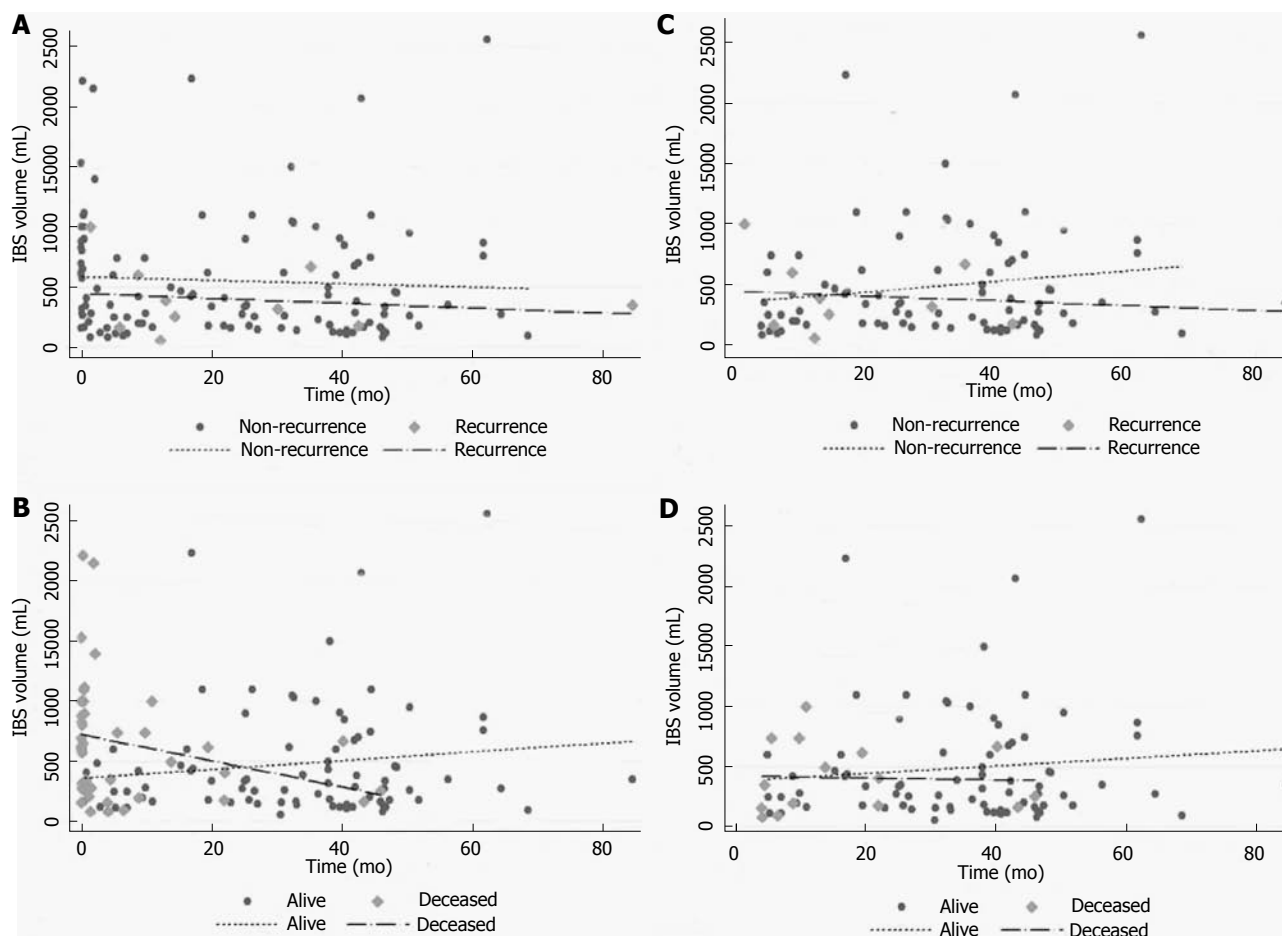 A
IBS volume (mL)
2500
2000
15000
1000
500
0
0 20 40 60 80
Time (mo)
Non-recurrence Recurrence
Non-recurrence Recurrence
C
IBS volume (mL)
2500
2000
15000
1000
500
0
0 20 40 60 80
Time (mo)
Non-recurrence Recurrence
Non-recurrence Recurrence
B
IBS volume (mL)
2500
2000
15000
1000
500
0
0 20 40 60 80
Time (mo)
Alive Deceased
Alive Deceased
D
IBS volume (mL)
2500
2000
15000
1000
500
0
0 20 40 60 80
Time (mo)
Alive Deceased
Alive Deceased